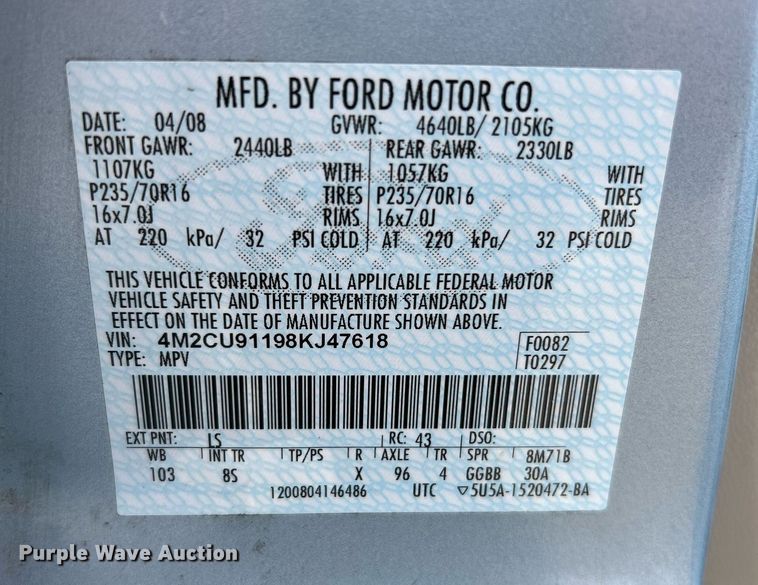 MFD. BY FORD MOTOR CO.
DATE: 04/08 GVWR: 4640LB/ 2105KG
FRONT GAWR: 2440LB REAR GAWR: 2330LB
1107KG WITH 1057KG WITH
P235/70R16 TIRES P235/70R16 TIRES
16x7.0J RIMS 16x7.0J RIMS
AT 220 kPa/ 32 PSI COLD AT 220 kPa/ 32 PSI COLD
THIS VEHICLE CONFORMS TO ALL APPLICABLE FEDERAL MOTOR
VEHICLE SAFETY AND THEFT PREVENTION STANDARDS IN
EFFECT ON THE DATE OF MANUFACTURE SHOWN ABOVE.
VIN: 4M2CU91198KJ47618 F0082
TYPE: MPV T0297
EXT PNT: LS RC: 43 DSO:
WB INT TR TP/PS R AXLE TR SPR 8M71B
103 8S X 96 4 GGBB 30A
1200804146486 UTC ▽5U5A-1520472-BA
Purple Wave Auction